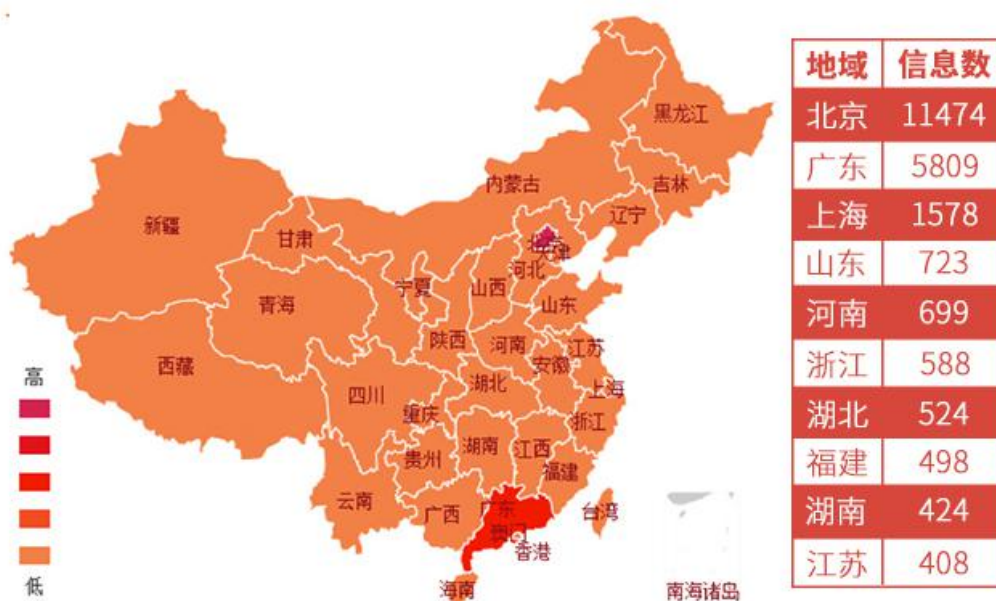 黑龙江
内蒙古
吉林
新疆
辽宁
甘肃
北京
天津
河北
宁夏
山西
青海
山东
陕西
河南
江苏
西藏
安徽
四川
湖北
上海
重庆
浙江
湖南
江西
贵州
福建
云南
广西
广东
台湾
澳门
香港
海南
南海诸岛
高
低
地域 信息数
北京 11474
广东 5809
上海 1578
山东 723
河南 699
浙江 588
湖北 524
福建 498
湖南 424
江苏 408